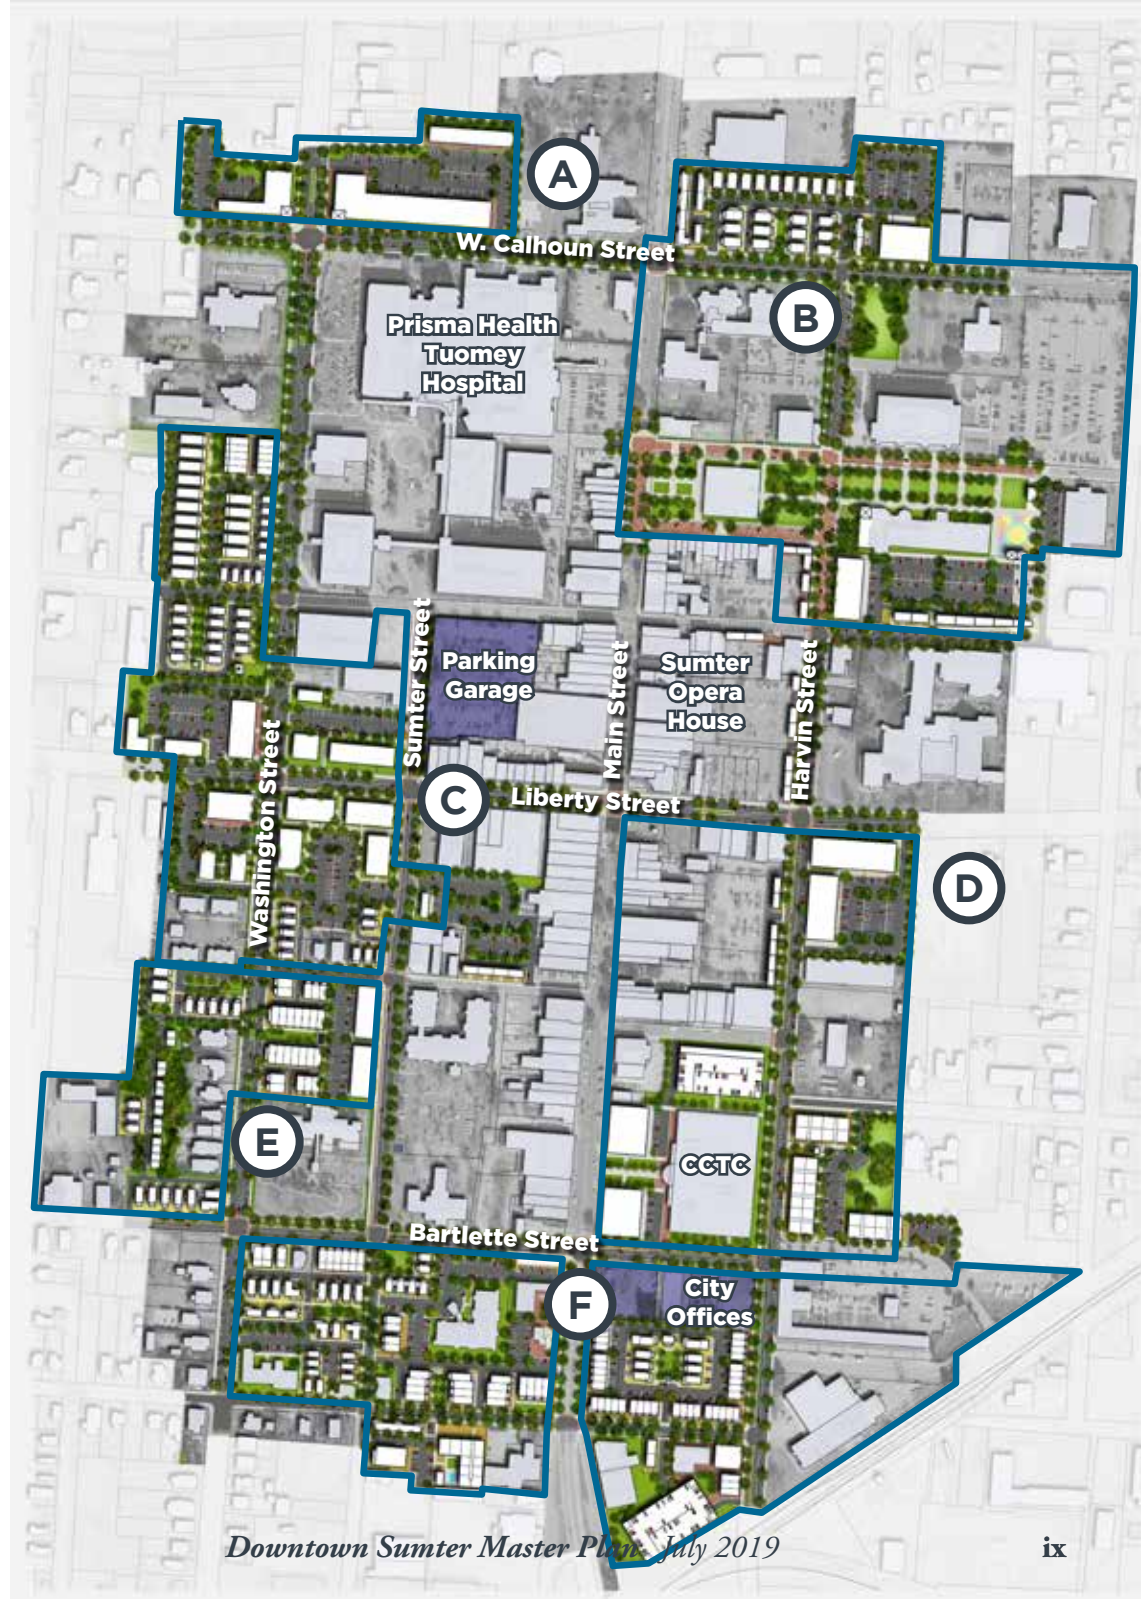 A
W. Calhoun Street
B
Prisma Health
Tuomey
Hospital
Parking
Garage
Sumter Street
Main Street
Sumter
Opera
House
Harvin Street
Washington Street
C
Liberty Street
D
E
CCTC
Bartlette Street
F
City
Offices
Downtown Sumter Master Plan July 2019
ix